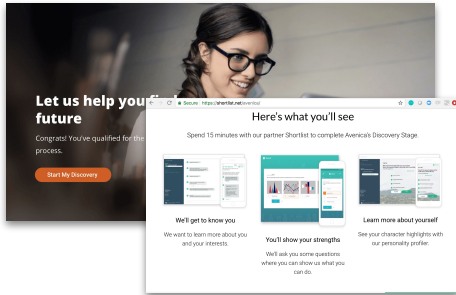 Let us help you
future
Congrats! You've qualified for the
process.
Start My Discovery
Secure
https://shortlist.net/avenica/
Here's what you'll see
Spend 15 minutes with our partner Shortlist to complete Avenica's Discovery Stage.
We'll get to know you
We want to learn more about you
and your interests.
You'll show your strengths
We'll ask you some questions
where you can show us what you
can do.
Learn more about yourself
See your character highlights with
our personality profiler.